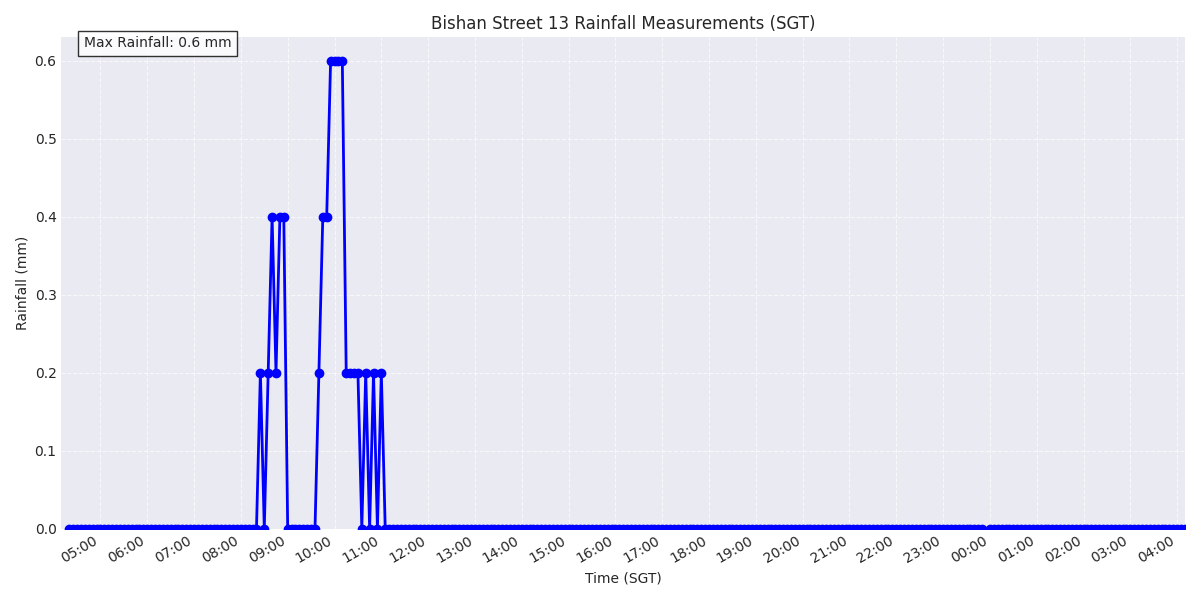 Bishan Street 13 Rainfall Measurements (SGT)
Max Rainfall: 0.6 mm
0.6
0.5
0.4
0.3
0.2
0.1
0.0
Rainfall (mm)
05:00 06:00 07:00 08:00 09:00 10:00 11:00 12:00 13:00 14:00 15:00 16:00 17:00 18:00 19:00 20:00 21:00 22:00 23:00 00:00 01:00 02:00 03:00 04:00
Time (SGT)